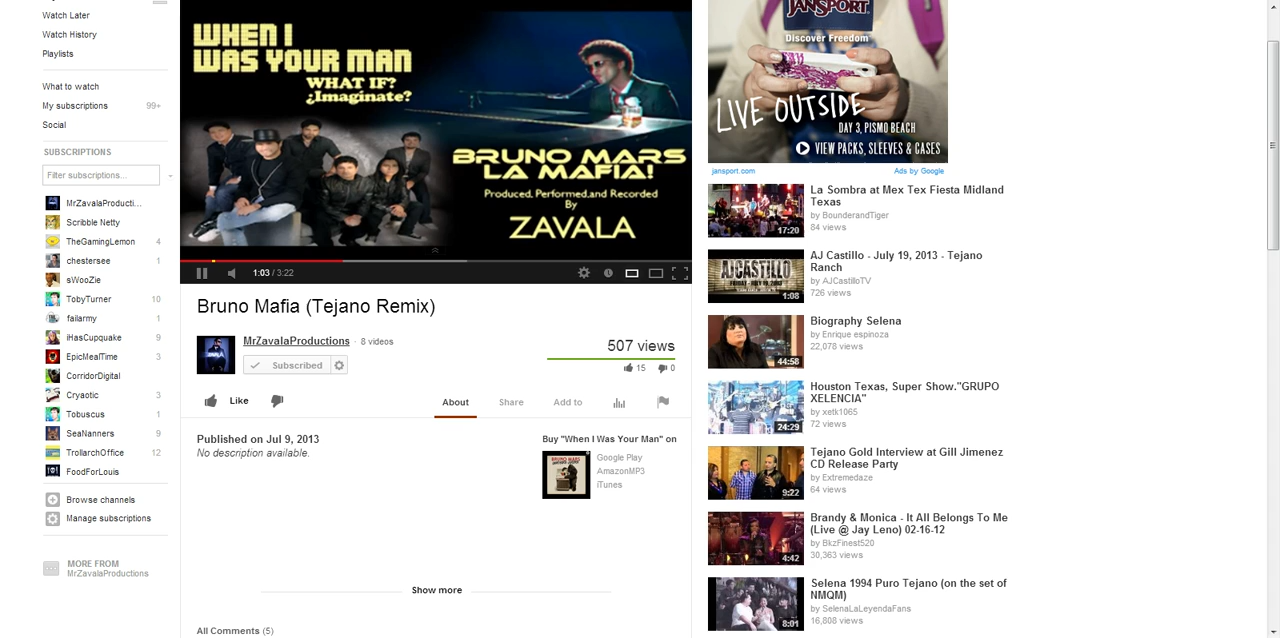 Watch Later
Watch History
Playlists
What to watch
My subscriptions 99+
Social
SUBSCRIPTIONS
Filter subscriptions...
MrZavalaProducti...
Scribble Netty
TheGamingLemon 4
chestersee 1
sWooZie
TobyTurner 10
failarmy 1
iHasCupquake 9
EpicMealTime 3
CorridorDigital
Cryaotic 3
Tobuscus 1
SeaNanners 9
TrollarchOffice 12
FoodForLouis
Browse channels
Manage subscriptions
MORE FROM
MrZavalaProductions
WHEN I
WAS YOUR MAN
WHAT IF?
¿Imaginate?
BRUNO MARS
LA MAFIA!
Produced, Performed,and Recorded
By
ZAVALA
1:03 / 3:22
Bruno Mafia (Tejano Remix)
MrZavalaProductions · 8 videos
Subscribed
507 views
15 0
Like
About Share Add to
Published on Jul 9, 2013
No description available.
Buy "When I Was Your Man" on
Google Play
AmazonMP3
iTunes
Show more
All Comments (5)
JANSPORT
Discover Freedom
LIVE OUTSIDE
DAY 3, PISMO BEACH
VIEW PACKS, SLEEVES & CASES
jansport.com Ads by Google
17:20
La Sombra at Mex Tex Fiesta Midland
Texas
by BounderandTiger
84 views
AJ CASTILLO
1:08
AJ Castillo - July 19, 2013 - Tejano
Ranch
by AJCastilloTV
726 views
44:58
Biography Selena
by Enrique espinoza
22,078 views
24:29
Houston Texas, Super Show."GRUPO
XELENCIA"
by xetk1065
72 views
9:22
Tejano Gold Interview at Gill Jimenez
CD Release Party
by Extremedaze
64 views
4:42
Brandy & Monica - It All Belongs To Me
(Live @ Jay Leno) 02-16-12
by BkzFinest520
30,363 views
8:01
Selena 1994 Puro Tejano (on the set of
NMQM)
by SelenaLaLeyendaFans
16,808 views